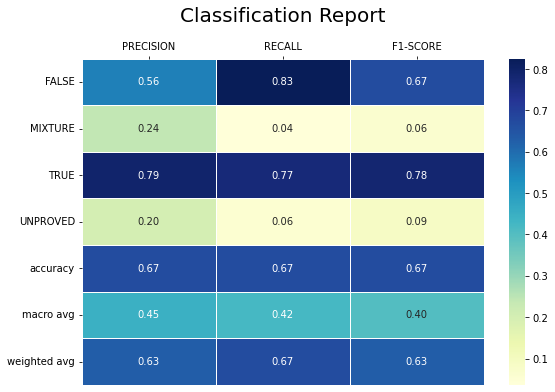 Classification Report
PRECISION RECALL F1-SCORE
FALSE 0.56 0.83 0.67
MIXTURE 0.24 0.04 0.06
TRUE 0.79 0.77 0.78
UNPROVED 0.20 0.06 0.09
accuracy 0.67 0.67 0.67
macro avg 0.45 0.42 0.40
weighted avg 0.63 0.67 0.63
0.8
0.7
0.6
0.5
0.4
0.3
0.2
0.1